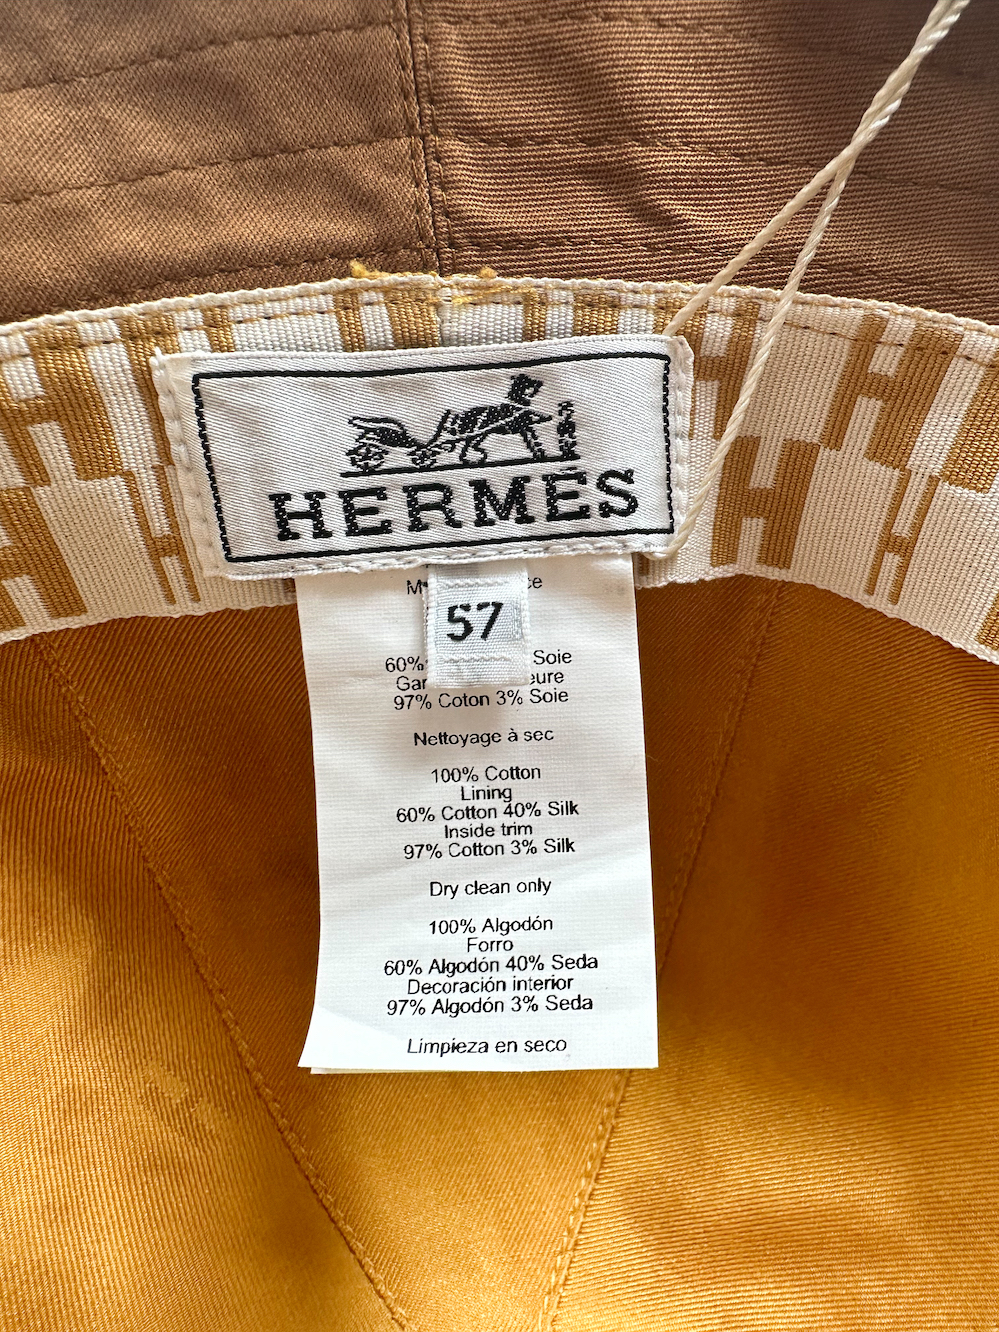 HERMÈS
57
60% Soie
97% Coton 3% Soie
Nettoyage à sec
100% Cotton
Lining
60% Cotton 40% Silk
Inside trim
97% Cotton 3% Silk
Dry clean only
100% Algodón
Forro
60% Algodón 40% Seda
Decoración interior
97% Algodón 3% Seda
Limpieza en seco